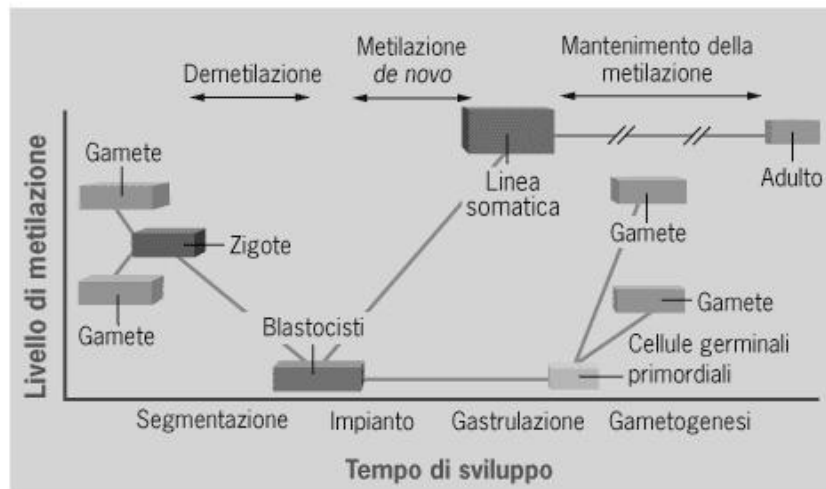 Demetilazione
Metilazione
de novo
Mantenimento della
metilazione
Livello di metilazione
Gamete
Zigote
Gamete
Blastocisti
Linea
somatica
Adulto
Gamete
Gamete
Cellule germinali
primordiali
Segmentazione
Impianto
Gastrulazione
Gametogenesi
Tempo di sviluppo